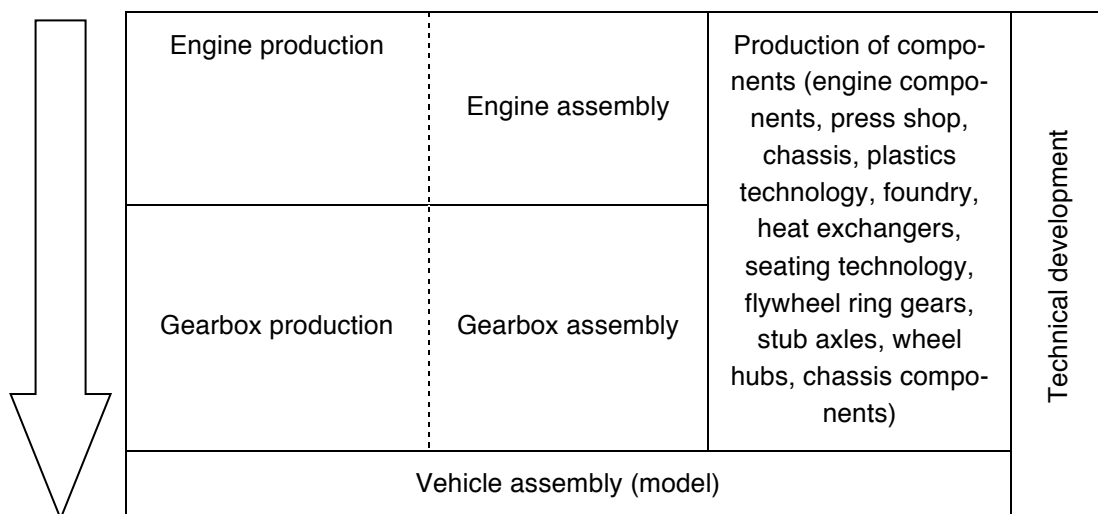 Engine production
Engine assembly
Production of compo-
nents (engine compo-
nents, press shop,
chassis, plastics
technology, foundry,
heat exchangers,
seating technology,
flywheel ring gears,
stub axles, wheel
hubs, chassis compo-
nents)
Gearbox production
Gearbox assembly
Technical development
Vehicle assembly (model)